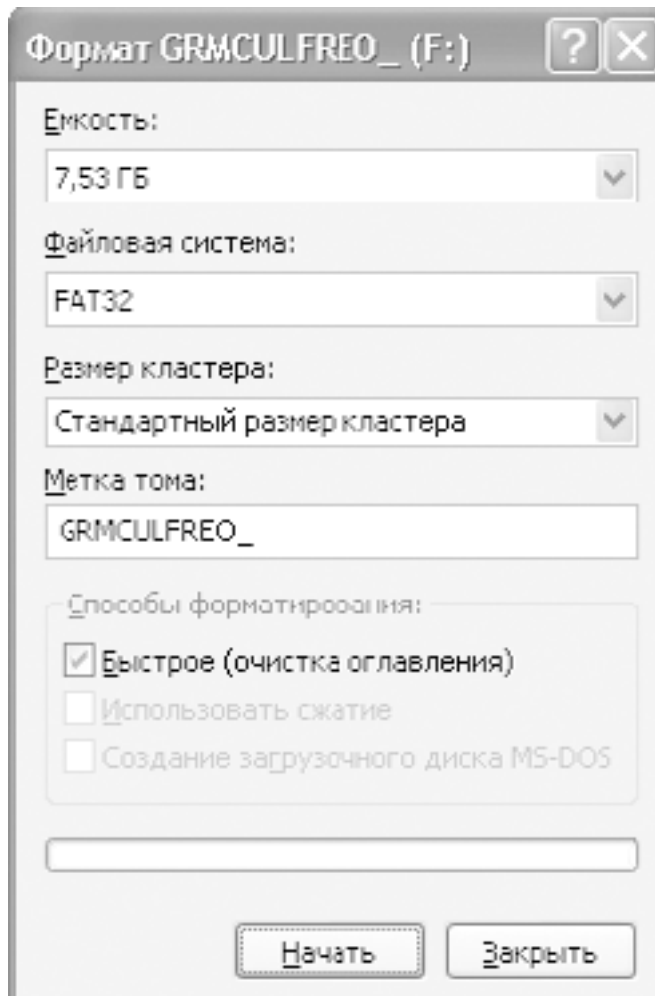 Формат GRMCULFREO_ (F:)
Емкость:
7,53 ГБ
Файловая система:
FAT32
Размер кластера:
Стандартный размер кластера
Метка тома:
GRMCULFREO_
Способы форматирования:
Быстрое (очистка оглавления)
Использовать сжатие
Создание загрузочного диска MS-DOS
Начать
Закрыть